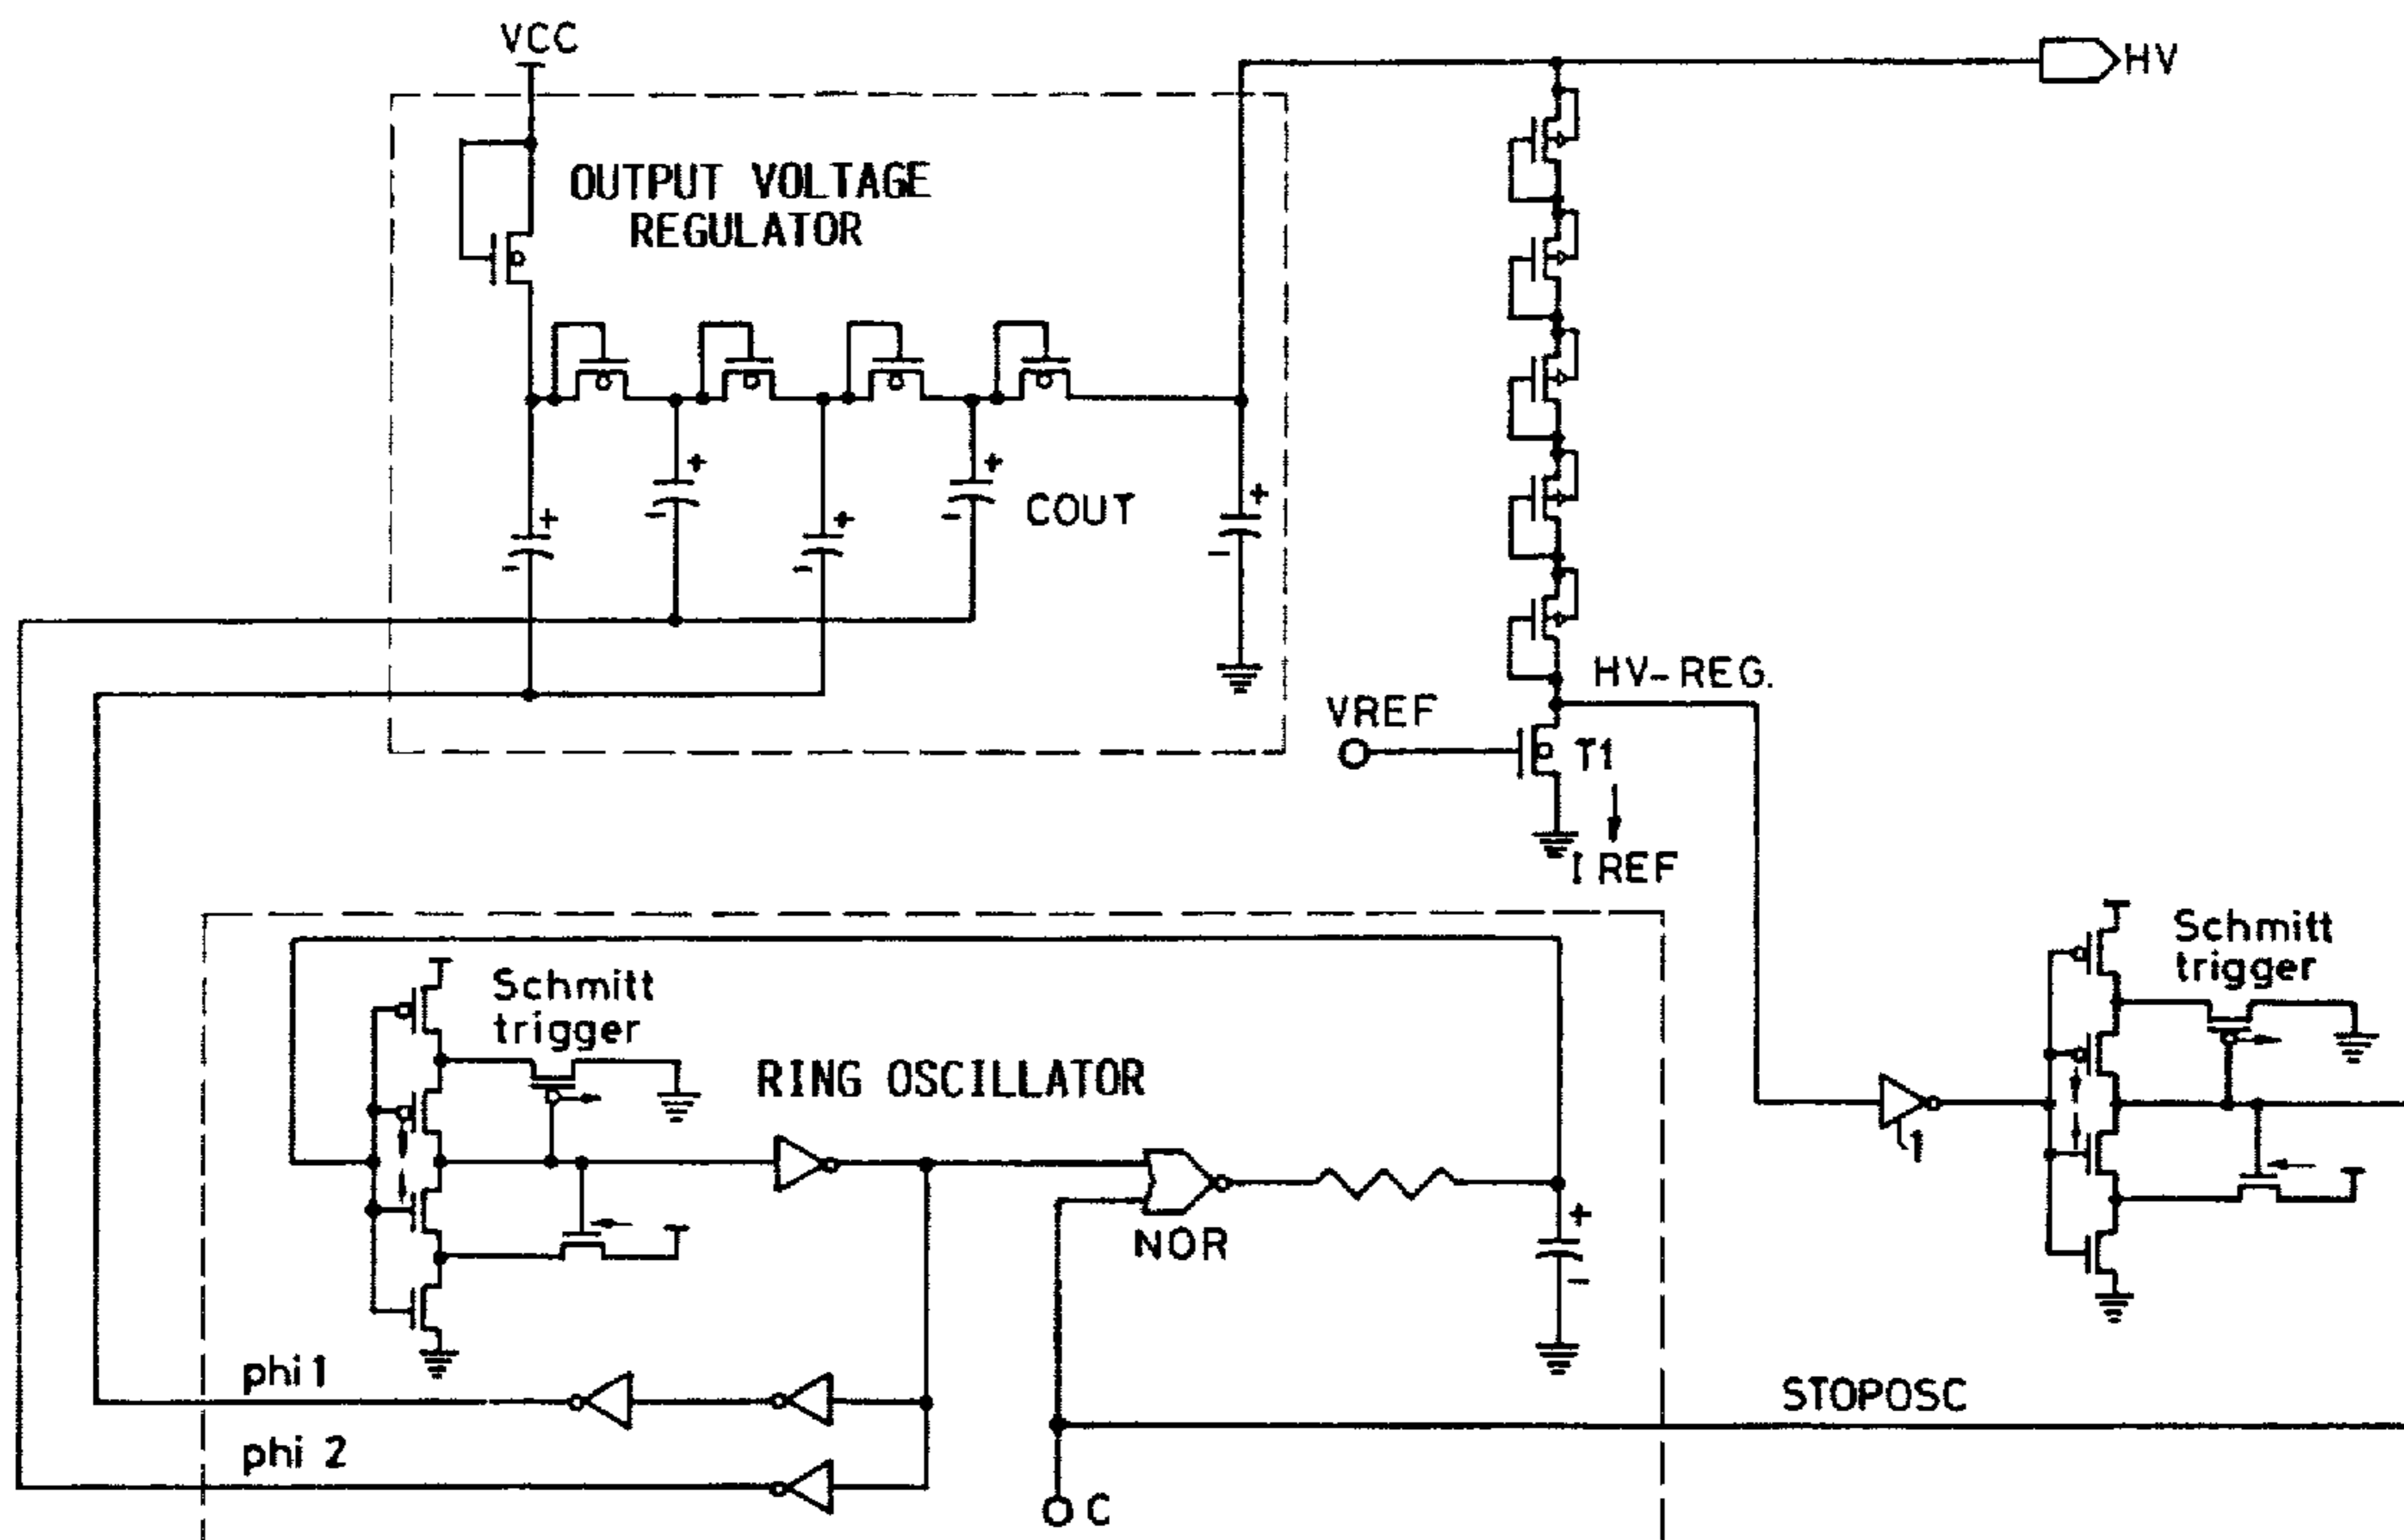 VCC
HV
OUTPUT VOLTAGE
REGULATOR
+
+
COUT
+
+
+
-
-
-
-
-
HV-REG.
VREF
T1
I REF
Schmitt
trigger
Schmitt
trigger
RING OSCILLATOR
1
NOR
+
-
phi 1
STOPOSC
phi 2
C